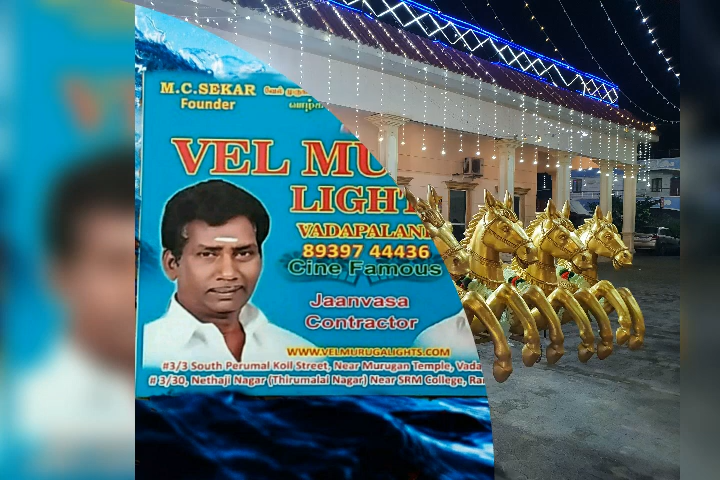 M.C.SEKAR
Founder
வேல் முருக
வாழ்க
VEL MU
LIGHT
VADAPALANI
89397 44436
Cine Famous
Jaanvasa
Contractor
WWW.VELMURUGALIGHTS.COM
#3/3 South Perumal Koil Street, Near Murugan Temple, Vada
# 3/30, Nethaji Nagar (Thirumalai Nagar) Near SRM College, Ra